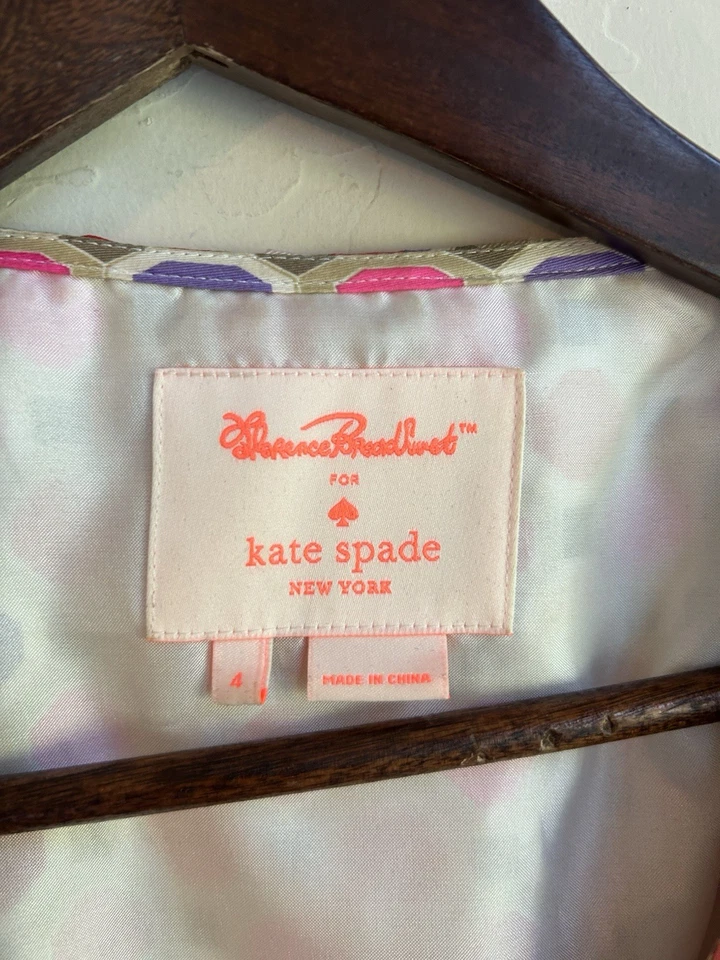 Florence Broadhurst™
FOR
kate spade
NEW YORK
4
MADE IN CHINA